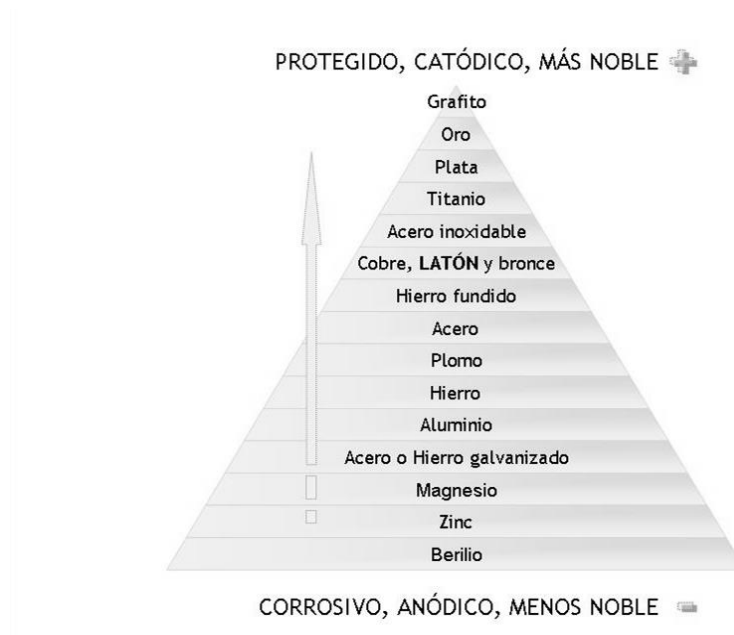 PROTEGIDO, CATÓDICO, MÁS NOBLE
Grafito
Oro
Plata
Titanio
Acero inoxidable
Cobre, LATÓN y bronce
Hierro fundido
Acero
Plomo
Hierro
Aluminio
Acero o Hierro galvanizado
Magnesio
Zinc
Berilio
CORROSIVO, ANÓDICO, MENOS NOBLE